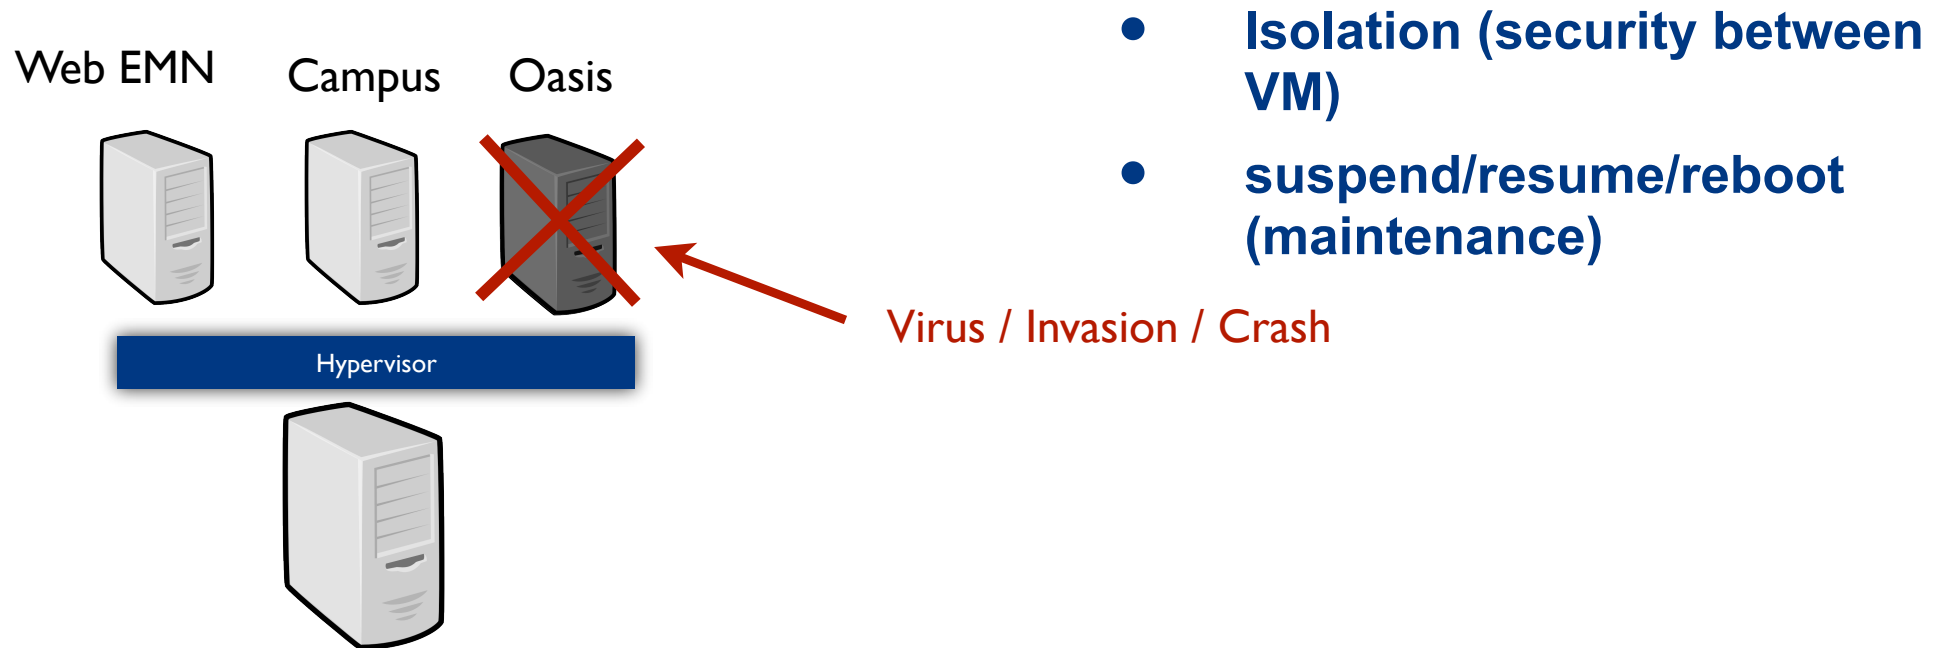 Web EMN
Campus
Oasis
Hypervisor
Virus / Invasion / Crash
• Isolation (security between
VM)
• suspend/resume/reboot
(maintenance)